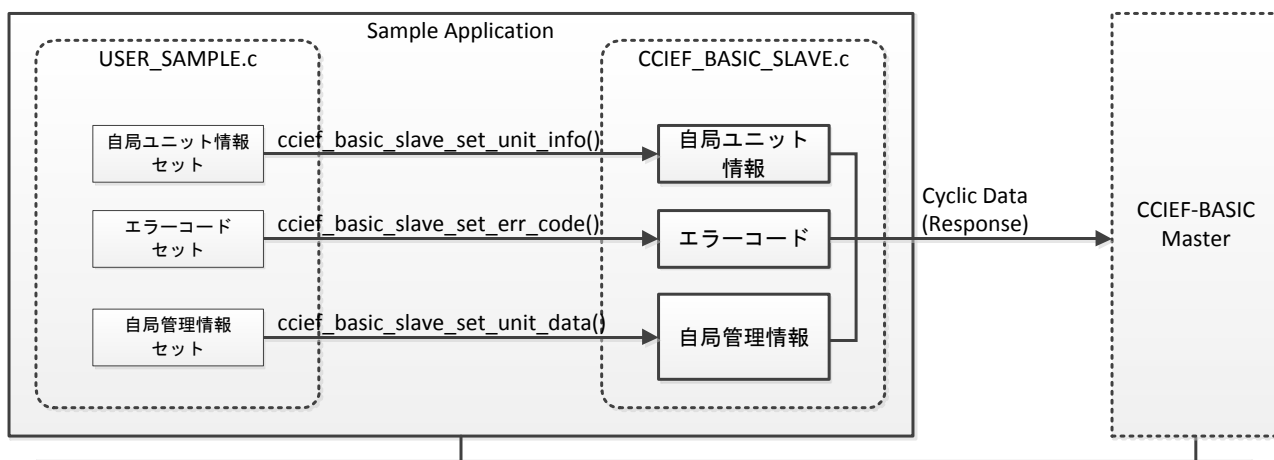 Sample Application
USER_SAMPLE.c
CCIEF_BASIC_SLAVE.c
自局ユニット情報
セット
ccief_basic_slave_set_unit_info()
自局ユニット
情報
エラーコード
セット
ccief_basic_slave_set_err_code()
エラーコード
自局管理情報
セット
ccief_basic_slave_set_unit_data()
自局管理情報
Cyclic Data
(Response)
CCIEF-BASIC
Master